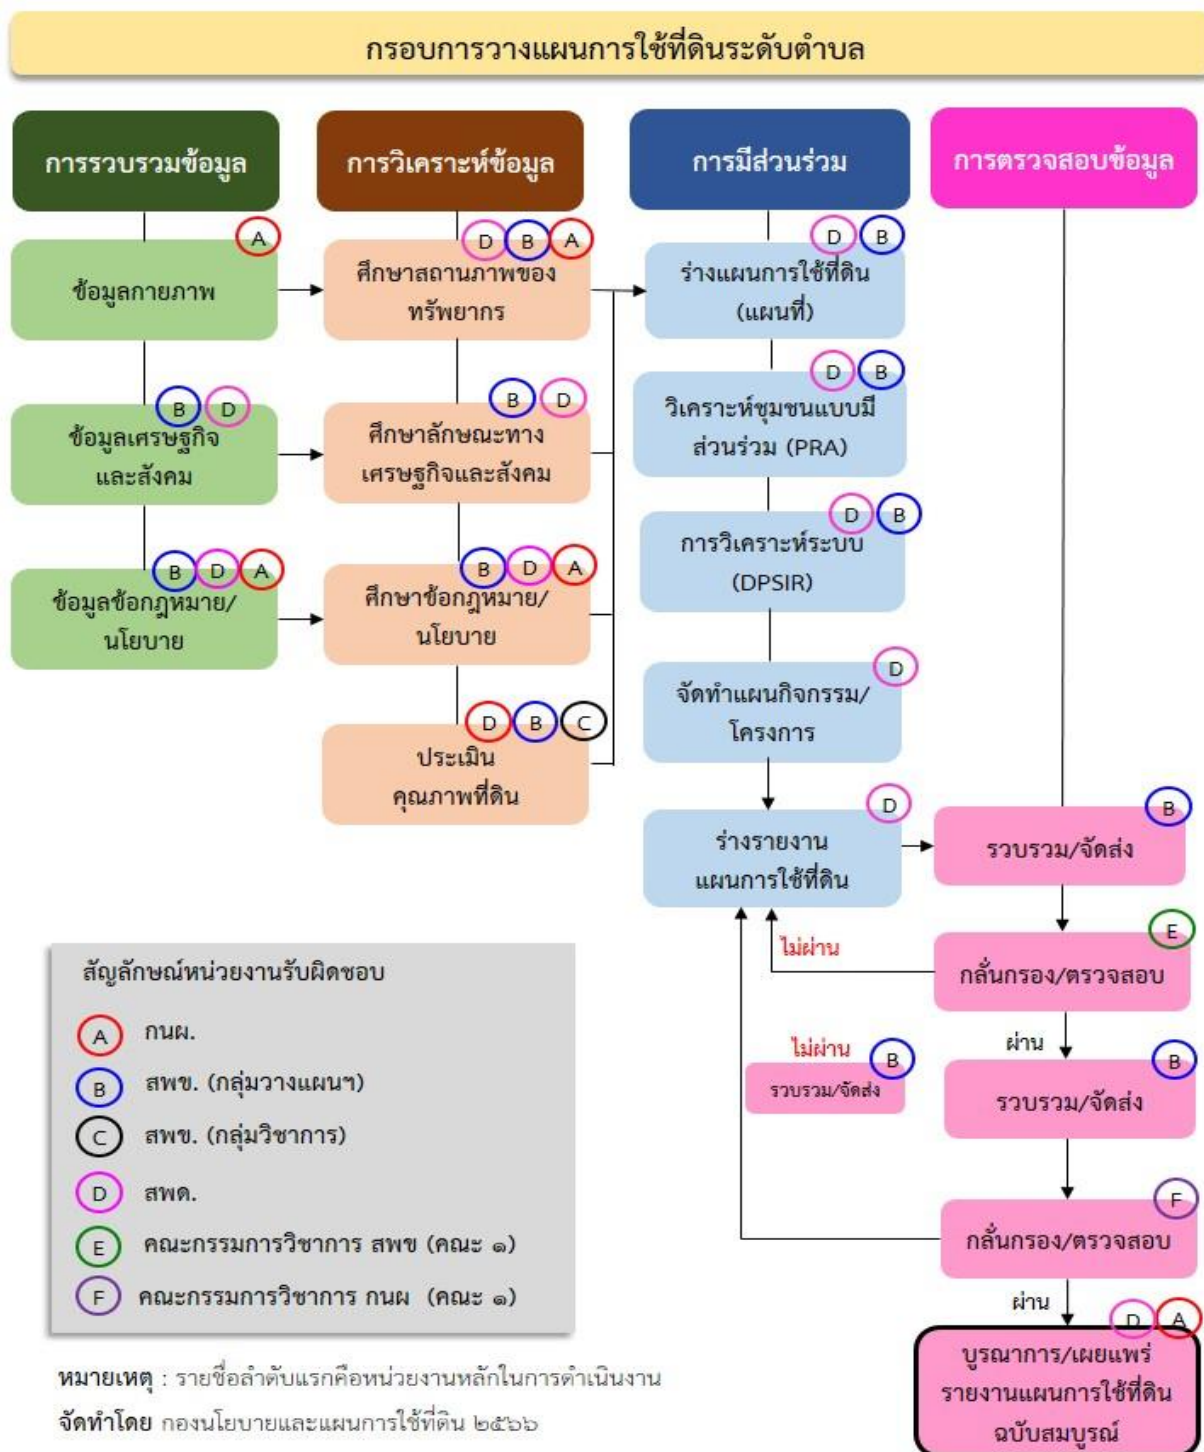 กรอบการวางแผนการใช้ที่ดินระดับตำบล
การรวบรวมข้อมูล
การวิเคราะห์ข้อมูล
การมีส่วนร่วม
การตรวจสอบข้อมูล
A
ข้อมูลกายภาพ
D B A
ศึกษาสถานภาพของ
ทรัพยากร
D B
ร่างแผนการใช้ที่ดิน
(แผนที่)
B D
ข้อมูลเศรษฐกิจ
และสังคม
B D
ศึกษาลักษณะทาง
เศรษฐกิจและสังคม
D B
วิเคราะห์ชุมชนแบบมี
ส่วนร่วม (PRA)
D B
การวิเคราะห์ระบบ
(DPSIR)
B D A
ข้อมูลข้อกฎหมาย/
นโยบาย
B D A
ศึกษาข้อกฎหมาย/
นโยบาย
D
จัดทำแผนกิจกรรม/
โครงการ
D B C
ประเมิน
คุณภาพที่ดิน
D
ร่างรายงาน
แผนการใช้ที่ดิน
B
รวบรวม/จัดส่ง
E
กลั่นกรอง/ตรวจสอบ
ไม่ผ่าน
ผ่าน
ไม่ผ่าน
B
รวบรวม/จัดส่ง
B
รวบรวม/จัดส่ง
F
กลั่นกรอง/ตรวจสอบ
ผ่าน
D A
บูรณาการ/เผยแพร่
รายงานแผนการใช้ที่ดิน
ฉบับสมบูรณ์
สัญลักษณ์หน่วยงานรับผิดชอบ
A กนผ.
B สพข. (กลุ่มวางแผนฯ)
C สพข. (กลุ่มวิชาการ)
D สพด.
E คณะกรรมการวิชาการ สพข (คณะ ๑)
F คณะกรรมการวิชาการ กนผ (คณะ ๑)
หมายเหตุ : รายชื่อลำดับแรกคือหน่วยงานหลักในการดำเนินงาน
จัดทำโดย กองนโยบายและแผนการใช้ที่ดิน ๒๕๖๖